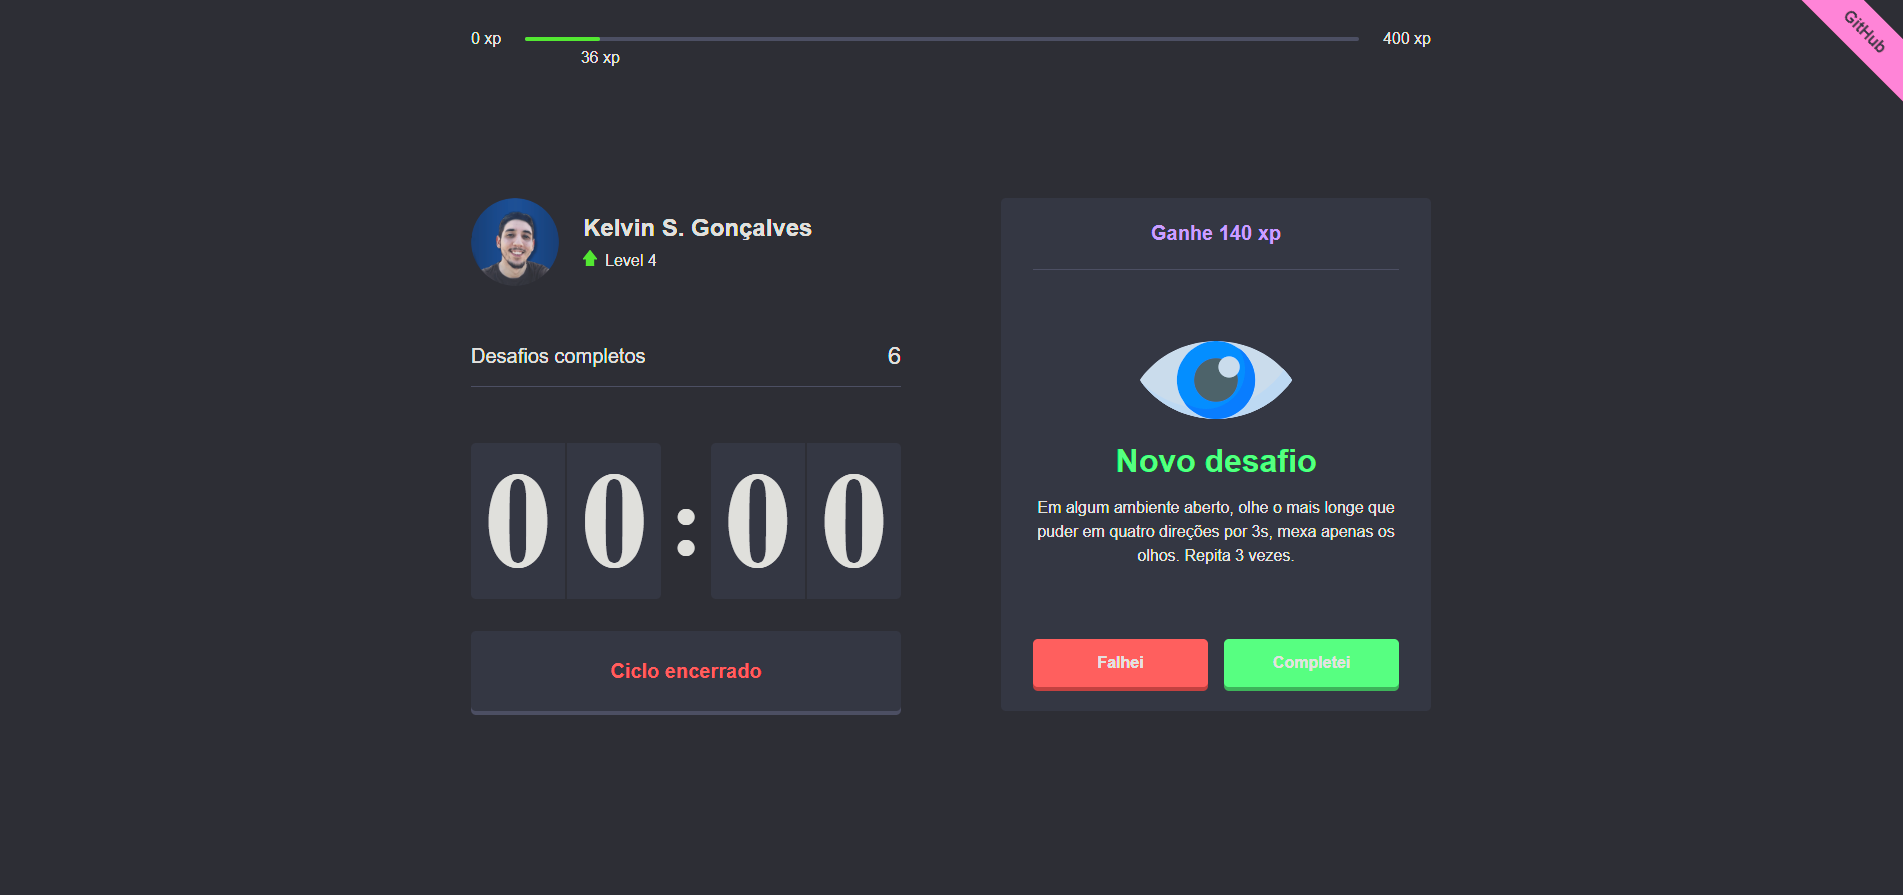 0 xp
400 xp
36 xp
GitHub
Kelvin S. Gonçalves
Level 4
Desafios completos
6
00:00
Ciclo encerrado
Ganhe 140 xp
Novo desafio
Em algum ambiente aberto, olhe o mais longe que
puder em quatro direções por 3s, mexa apenas os
olhos. Repita 3 vezes.
Falhei
Completei